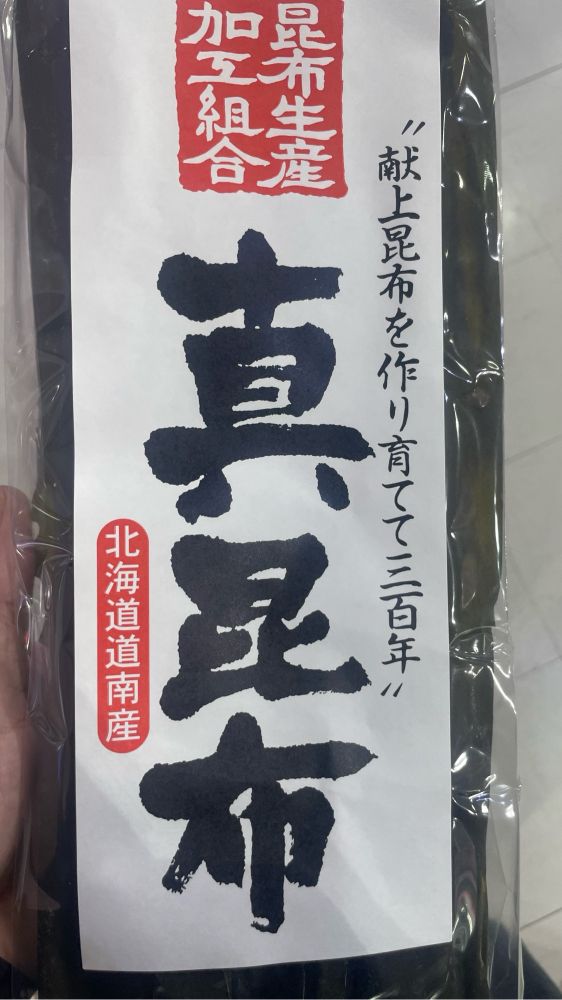 昆布生産
加工組合
〃献上昆布を作り育てて三百年〃
真昆布
北海道道南産